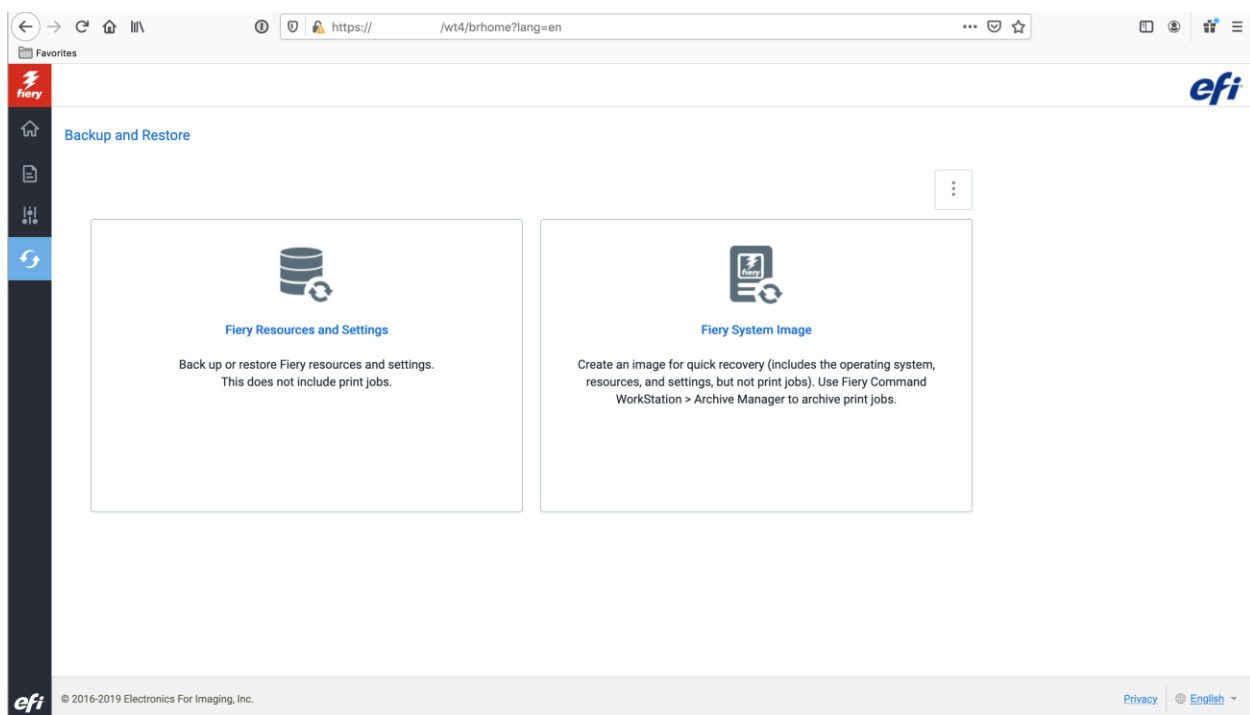 https:// /wt4/brhome?lang=en
Favorites
fiery
efi
Backup and Restore
fiery
Fiery Resources and Settings
Back up or restore Fiery resources and settings.
This does not include print jobs.
Fiery System Image
Create an image for quick recovery (includes the operating system,
resources, and settings, but not print jobs). Use Fiery Command
WorkStation > Archive Manager to archive print jobs.
efi
© 2016-2019 Electronics For Imaging, Inc.
Privacy
English